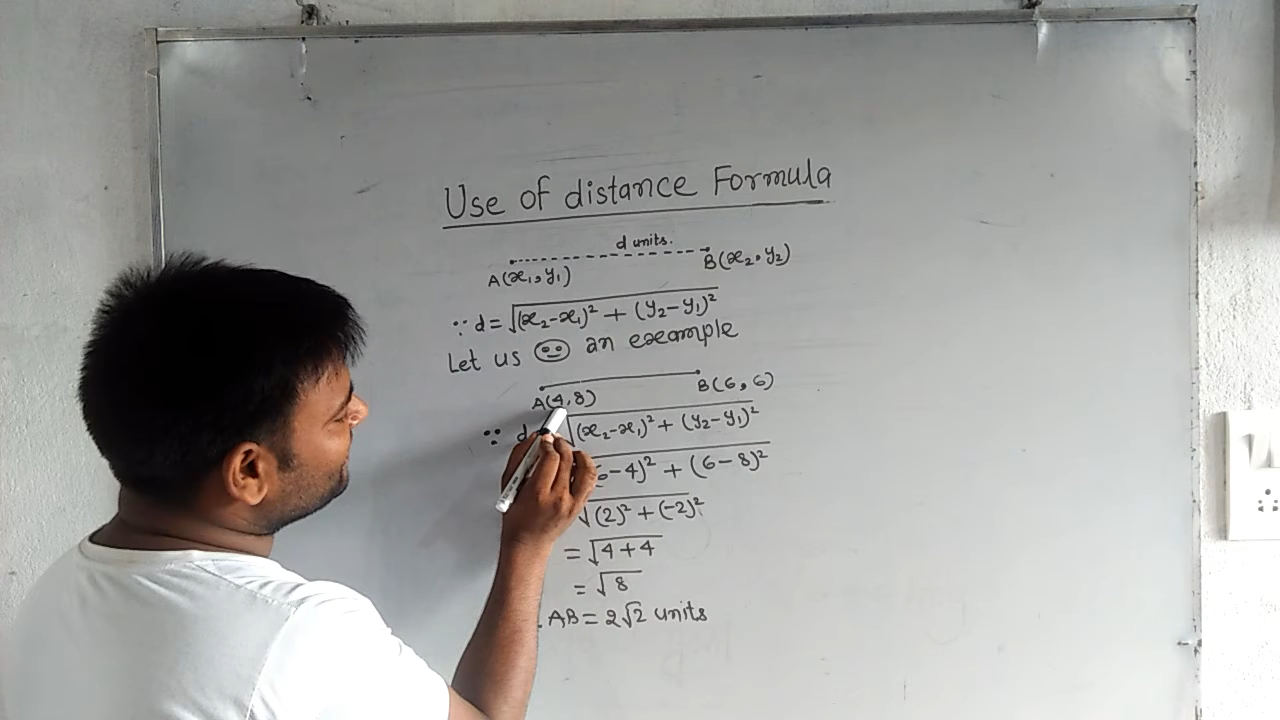 Use of distance Formula
d units.
A(x₁, y₁) B(x₂, y₂)
∵ d = √(x₂-x₁)² + (y₂-y₁)²
Let us an example
A(4,8) B(6,6)
∵ d √(x₂-x₁)² + (y₂-y₁)²
-4)² + (6-8)²
√(2)² + (-2)²
= √4+4
= √8
AB = 2√2 units